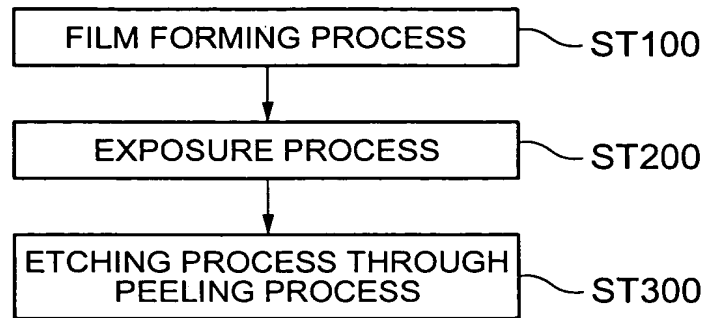 FILM FORMING PROCESS
ST100
EXPOSURE PROCESS
ST200
ETCHING PROCESS THROUGH
PEELING PROCESS
ST300